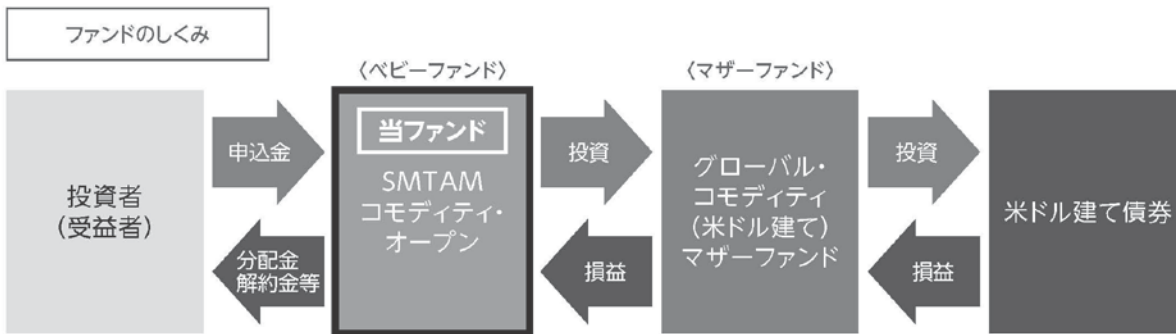 ファンドのしくみ
〈ベビーファンド〉
〈マザーファンド〉
投資者
(受益者)
申込金
分配金
解約金等
当ファンド
SMTAM
コモディティ・
オープン
投資
損益
グローバル・
コモディティ
(米ドル建て)
マザーファンド
投資
損益
米ドル建て債券